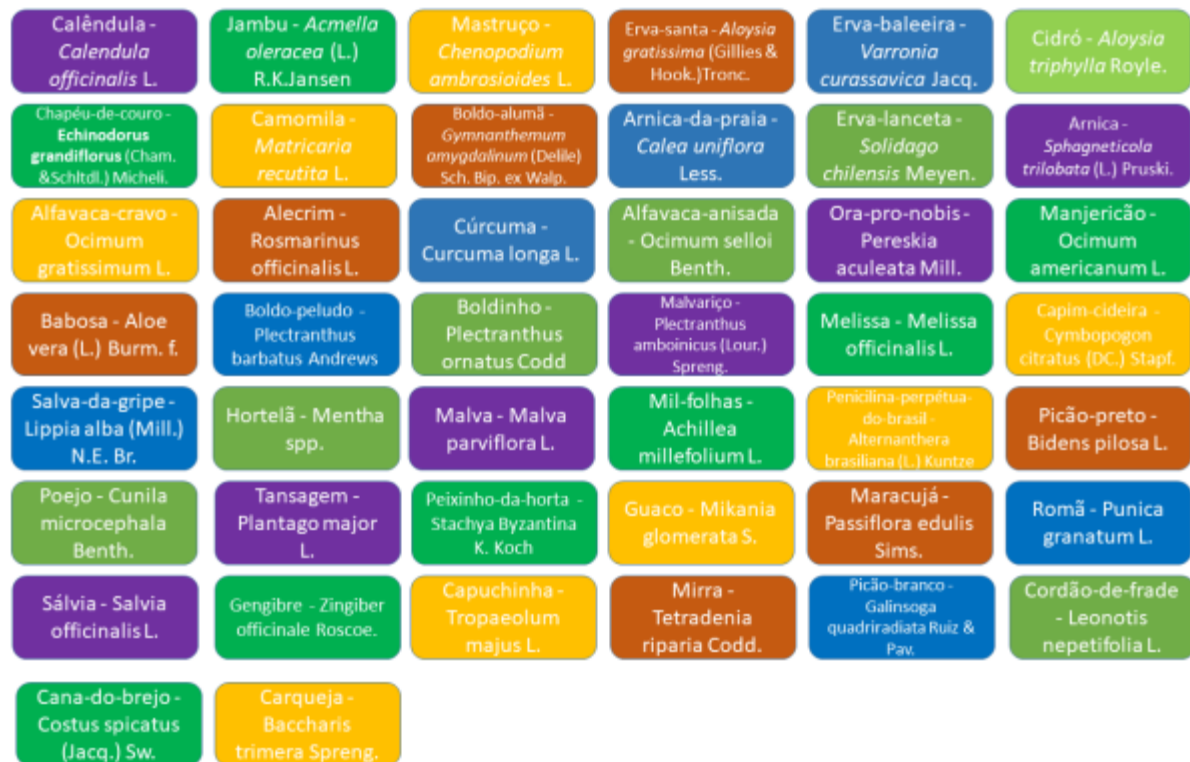 Calêndula -
Calendula
officinalis L.
Jambu - Acmella
oleracea (L.)
R.K.Jansen
Mastruço -
Chenopodium
ambrosioides L.
Erva-santa - Aloysia
gratissima (Gillies &
Hook.)Tronc.
Erva-baleeira -
Varronia
curassavica Jacq.
Cidró - Aloysia
triphylla Royle.
Chapéu-de-couro -
Echinodorus
grandiflorus (Cham.
&Schltdl.) Micheli.
Camomila -
Matricaria
recutita L.
Boldo-alumã -
Gymnanthemum
amygdalinum (Delile)
Sch. Bip. ex Walp.
Arnica-da-praia -
Calea uniflora
Less.
Erva-lanceta -
Solidago
chilensis Meyen.
Arnica -
Sphagneticola
trilobata (L.) Pruski.
Alfavaca-cravo -
Ocimum
gratissimum L.
Alecrim -
Rosmarinus
officinalis L.
Cúrcuma -
Curcuma longa L.
Alfavaca-anisada
- Ocimum selloi
Benth.
Ora-pro-nobis -
Pereskia
aculeata Mill.
Manjericão -
Ocimum
americanum L.
Babosa - Aloe
vera (L.) Burm. f.
Boldo-peludo -
Plectranthus
barbatus Andrews
Boldinho -
Plectranthus
ornatus Codd
Malvariço -
Plectranthus
amboinicus (Lour.)
Spreng.
Melissa - Melissa
officinalis L.
Capim-cideira -
Cymbopogon
citratus (DC.) Stapf.
Salva-da-gripe -
Lippia alba (Mill.)
N.E. Br.
Hortelã - Mentha
spp.
Malva - Malva
parviflora L.
Mil-folhas -
Achillea
millefolium L.
Penicilina-perpétua-
do-brasil -
Alternanthera
brasiliana (L.) Kuntze
Picão-preto -
Bidens pilosa L.
Poejo - Cunila
microcephala
Benth.
Tansagem -
Plantago major
L.
Peixinho-da-horta -
Stachya Byzantina
K. Koch
Guaco - Mikania
glomerata S.
Maracujá -
Passiflora edulis
Sims.
Romã - Punica
granatum L.
Sálvia - Salvia
officinalis L.
Gengibre - Zingiber
officinale Roscoe.
Capuchinha -
Tropaeolum
majus L.
Mirra -
Tetradenia
riparia Codd.
Picão-branco -
Galinsoga
quadriradiata Ruiz &
Pav.
Cordão-de-frade
- Leonotis
nepetifolia L.
Cana-do-brejo -
Costus spicatus
(Jacq.) Sw.
Carqueja -
Baccharis
trimera Spreng.